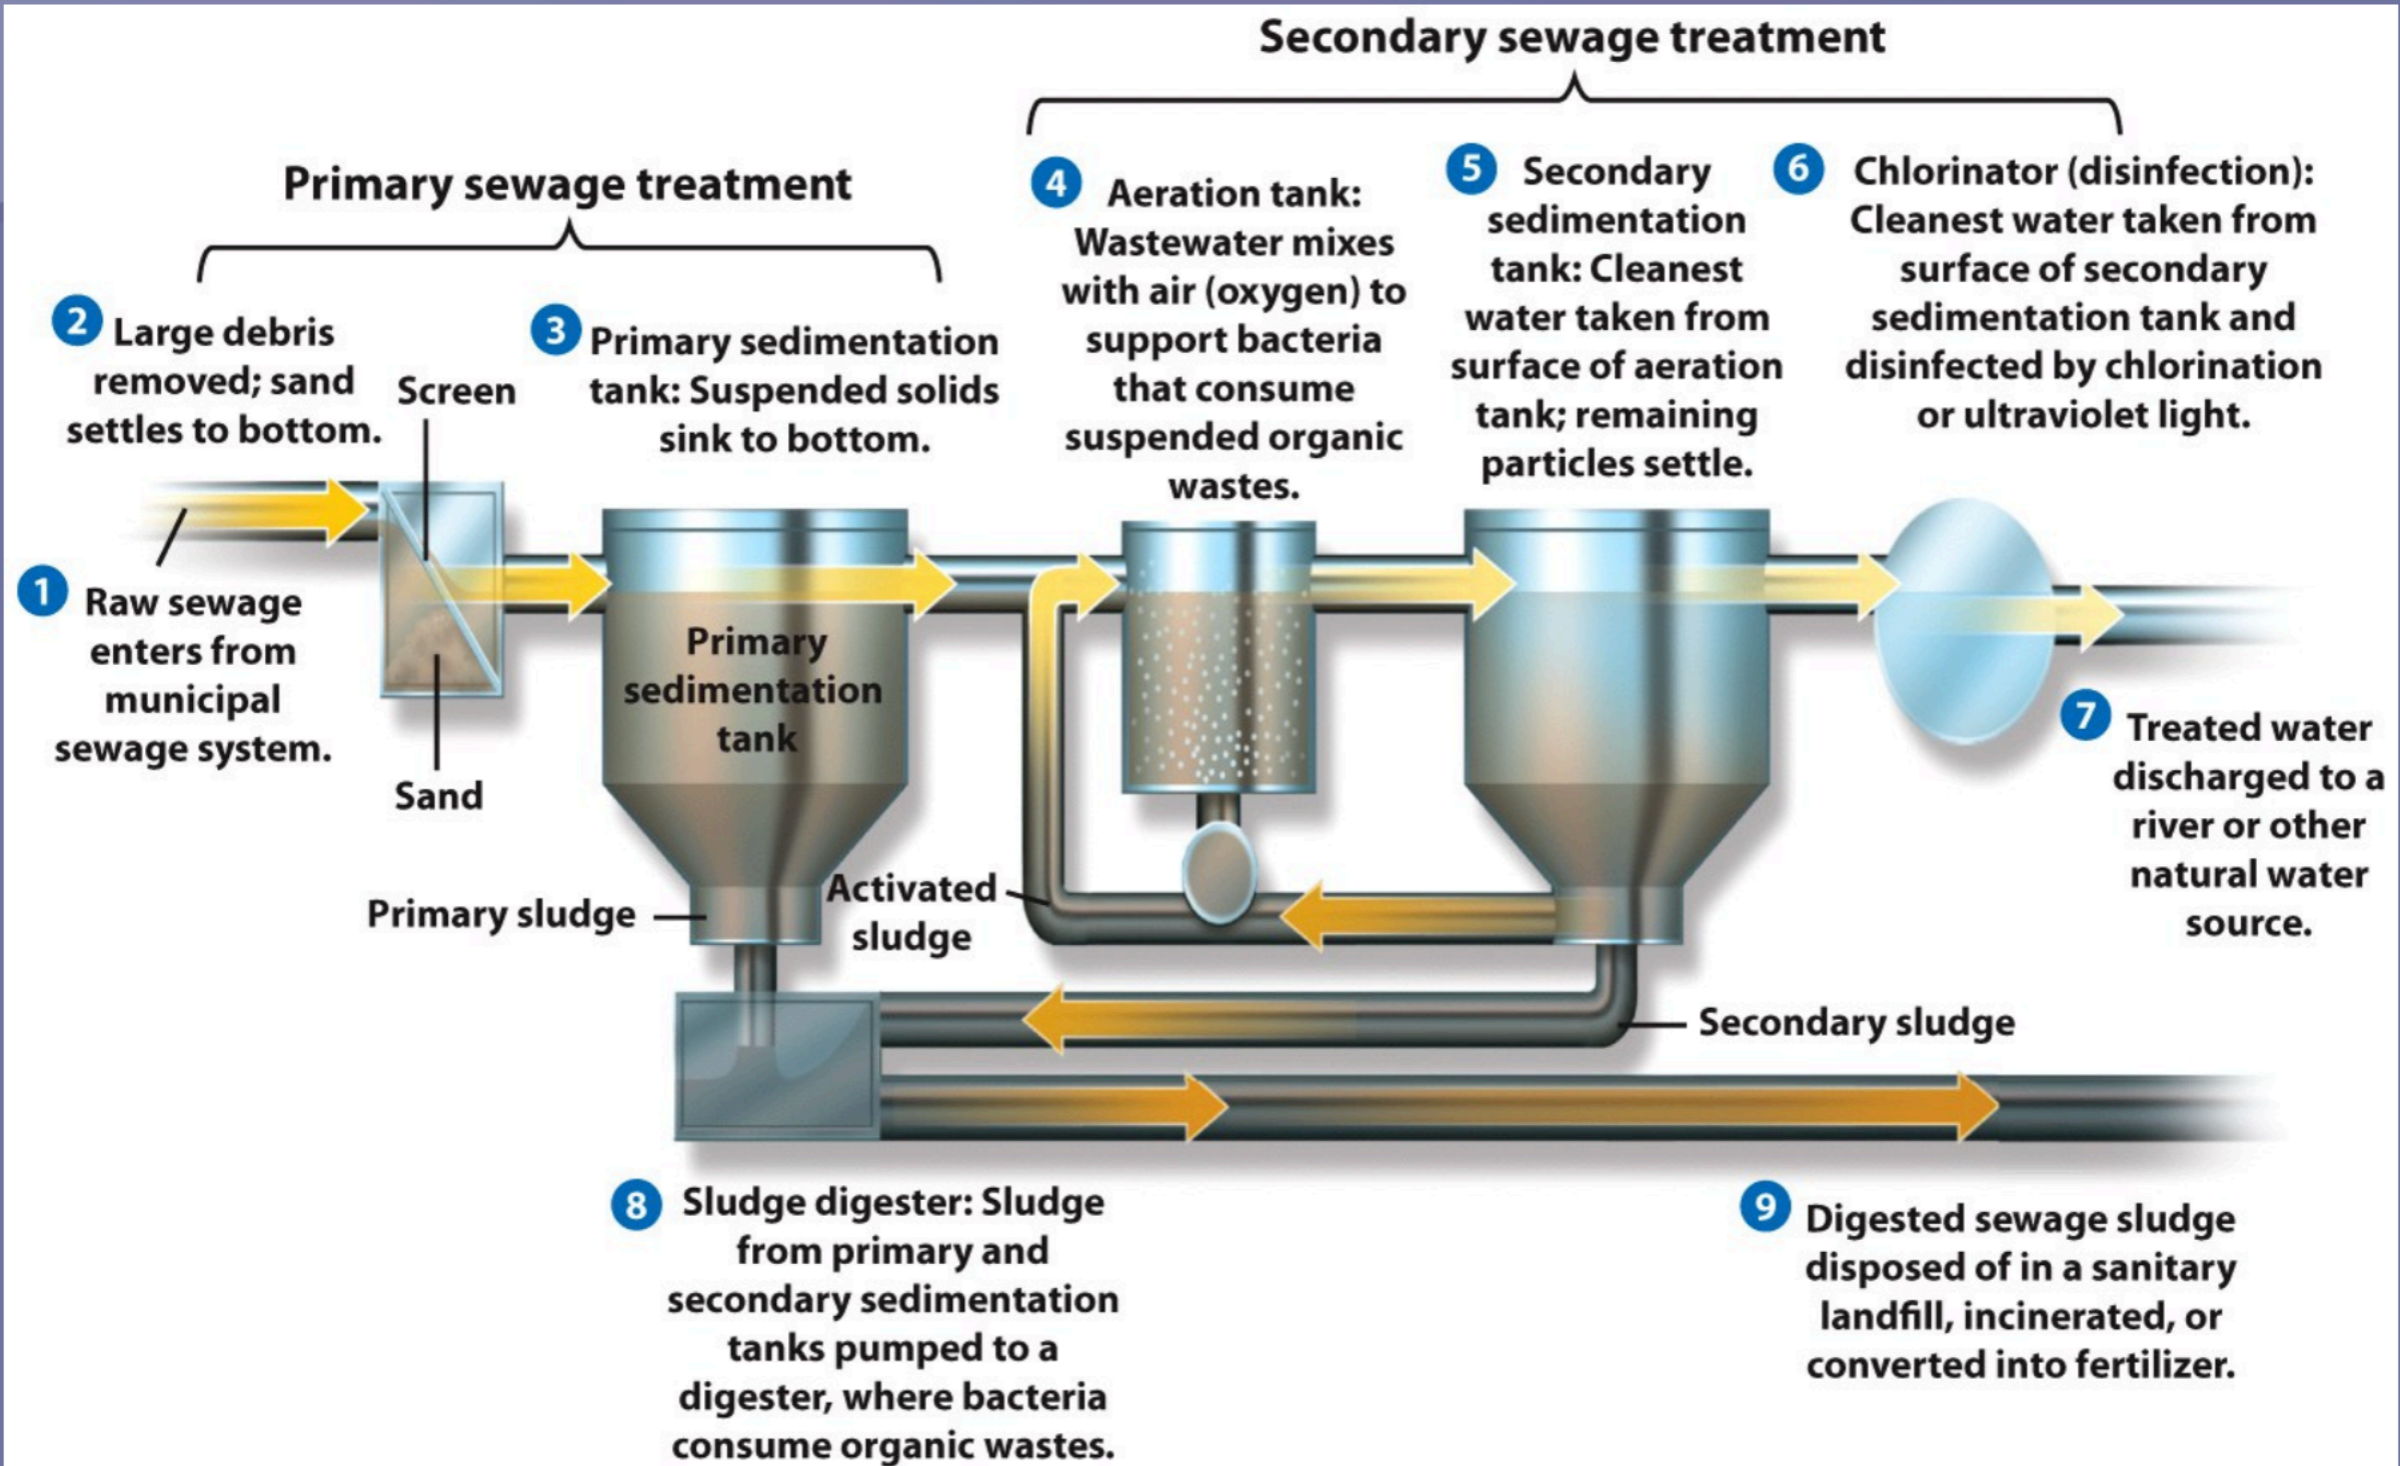 Secondary sewage treatment
Primary sewage treatment
1
Raw sewage
enters from
municipal
sewage system.
2
Large debris
removed; sand
settles to bottom.
Screen
Sand
3
Primary sedimentation
tank: Suspended solids
sink to bottom.
Primary
sedimentation
tank
Primary sludge
4
Aeration tank:
Wastewater mixes
with air (oxygen) to
support bacteria
that consume
suspended organic
wastes.
Activated
sludge
5
Secondary
sedimentation
tank: Cleanest
water taken from
surface of aeration
tank; remaining
particles settle.
6
Chlorinator (disinfection):
Cleanest water taken from
surface of secondary
sedimentation tank and
disinfected by chlorination
or ultraviolet light.
7
Treated water
discharged to a
river or other
natural water
source.
Secondary sludge
8
Sludge digester: Sludge
from primary and
secondary sedimentation
tanks pumped to a
digester, where bacteria
consume organic wastes.
9
Digested sewage sludge
disposed of in a sanitary
landfill, incinerated, or
converted into fertilizer.